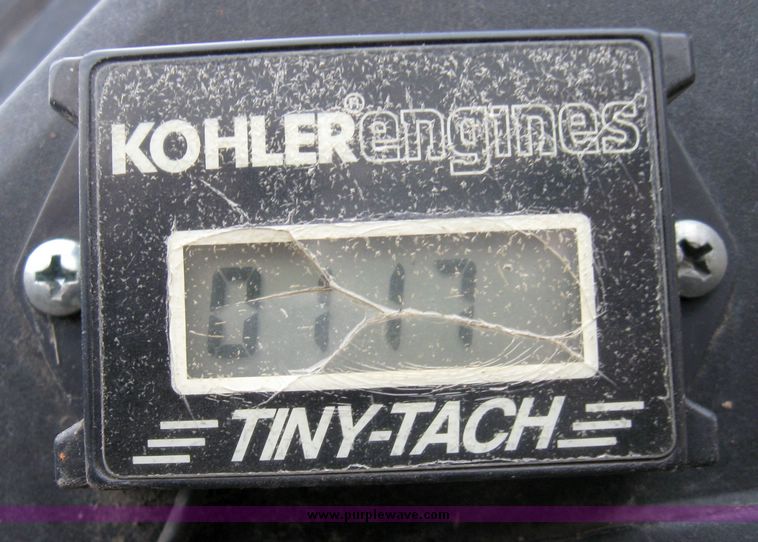 KOHLER® engines
0117
TINY-TACH
www.purplewave.com